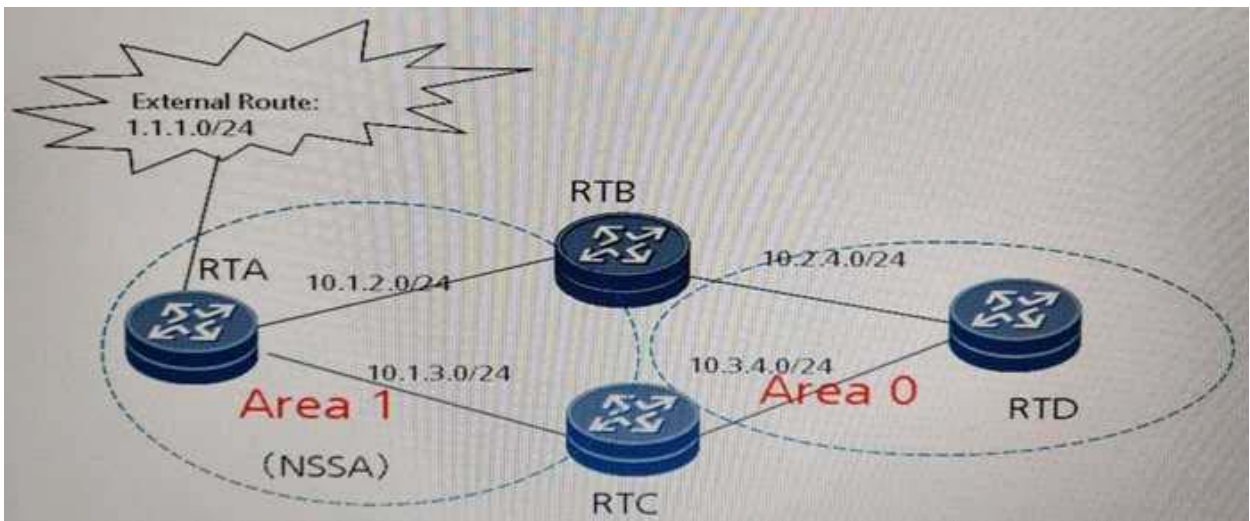 External Route:
1.1.1.0/24
RTB
RTA
10.1.2.0/24
10.2.4.0/24
10.1.3.0/24
10.3.4.0/24
Area 1
Area 0
RTD
(NSSA)
RTC